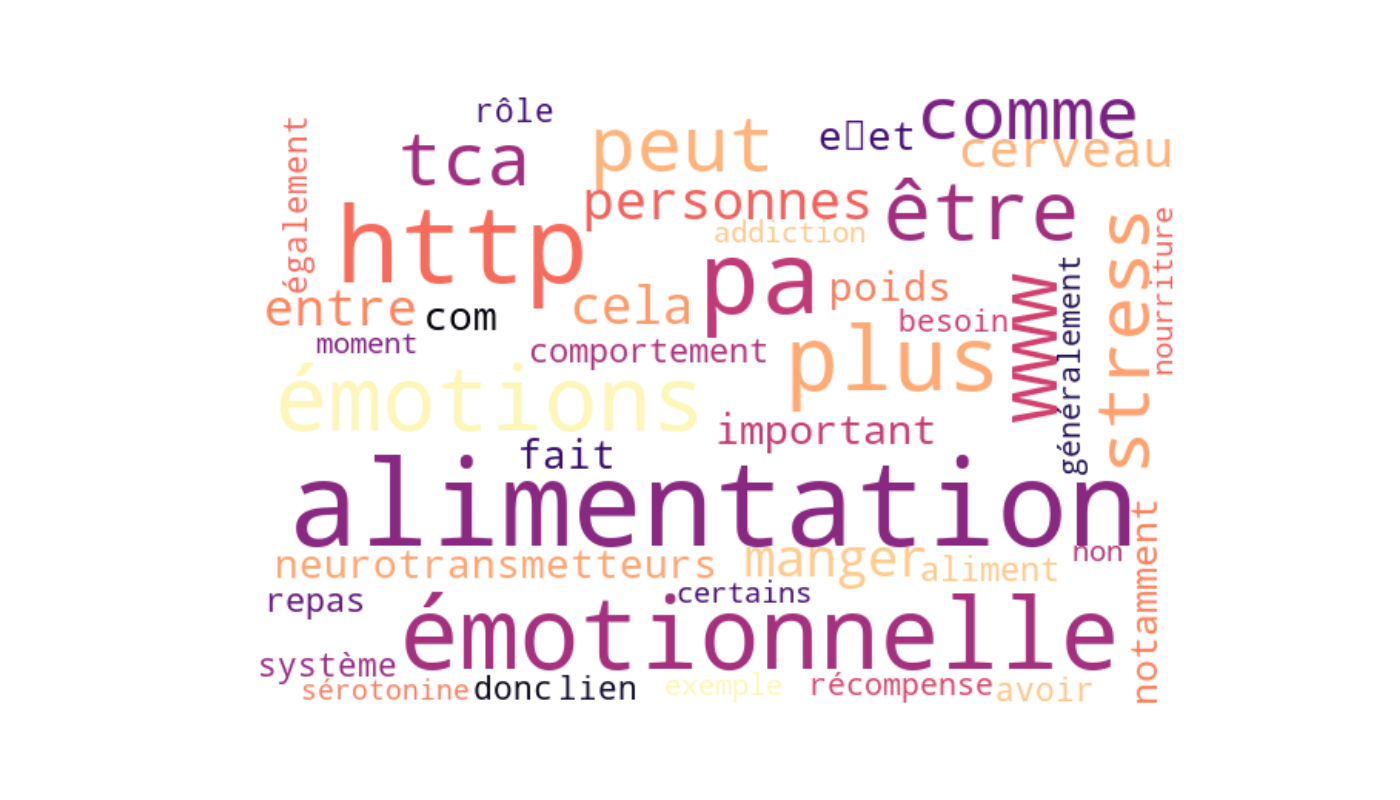 rôle
comme
e▯et
peut
tca
cerveau
également
personnes
être
addiction
http
stress
nourriture
pa
poids
entre
com
cela
besoin
www
généralement
moment
comportement
plus
émotions
important
fait
alimentation
neurotransmetteurs
manger
aliment
non
notamment
repas
certains
émotionnelle
système
sérotonine
donc
lien
exemple
récompense
avoir